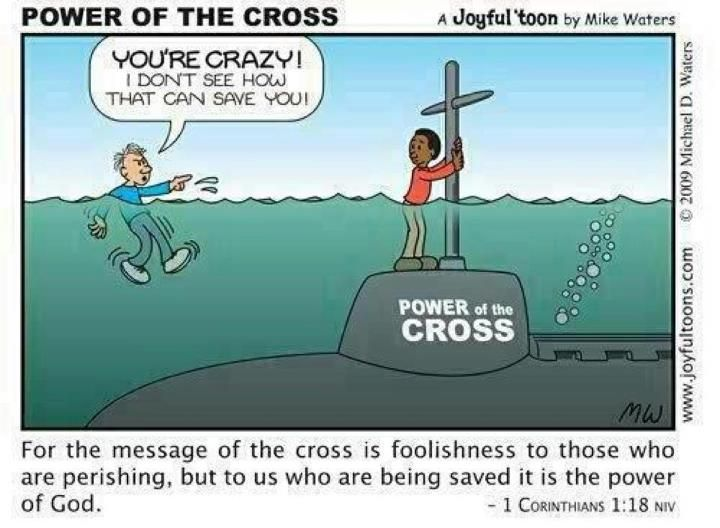 POWER OF THE CROSS
A Joyful 'toon by Mike Waters
YOU'RE CRAZY!
I DON'T SEE HOW
THAT CAN SAVE YOU!
POWER of the
CROSS
MW
www.joyfultoons.com © 2009 Michael D. Waters
For the message of the cross is foolishness to those who
are perishing, but to us who are being saved it is the power
of God.
- 1 CORINTHIANS 1:18 NIV